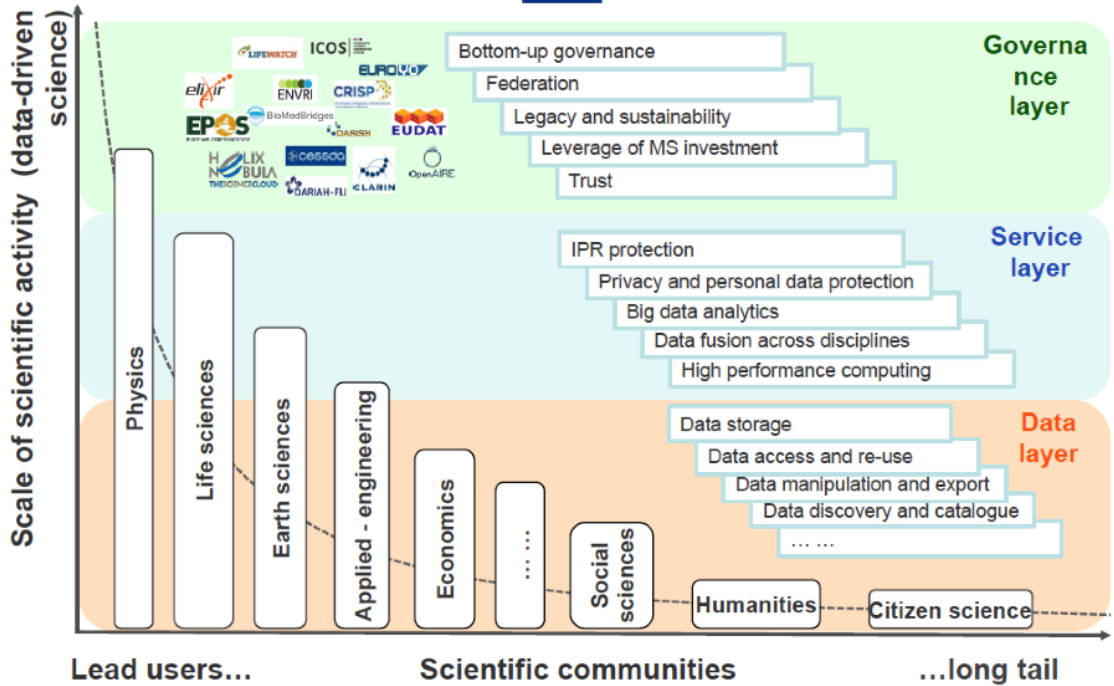 Scale of scientific activity (data-driven
science)
LIFEWATCH
ICOS
EURO VO
elixir
ENVRI
CRISP
EPOS
BioMedBridges
DASISH
EUDAT
HELIX
NEBULA
THE SCIENCE CLOUD
cessda
DARIAH-EU
CLARIN
OpenAIRE
Bottom-up governance
Federation
Legacy and sustainability
Leverage of MS investment
Trust
Governa
nce
layer
IPR protection
Privacy and personal data protection
Big data analytics
Data fusion across disciplines
High performance computing
Service
layer
Data storage
Data access and re-use
Data manipulation and export
Data discovery and catalogue
... ...
Data
layer
Physics
Life sciences
Earth sciences
Applied - engineering
Economics
... ...
Social
sciences
Humanities
Citizen science
Lead users...
Scientific communities
...long tail